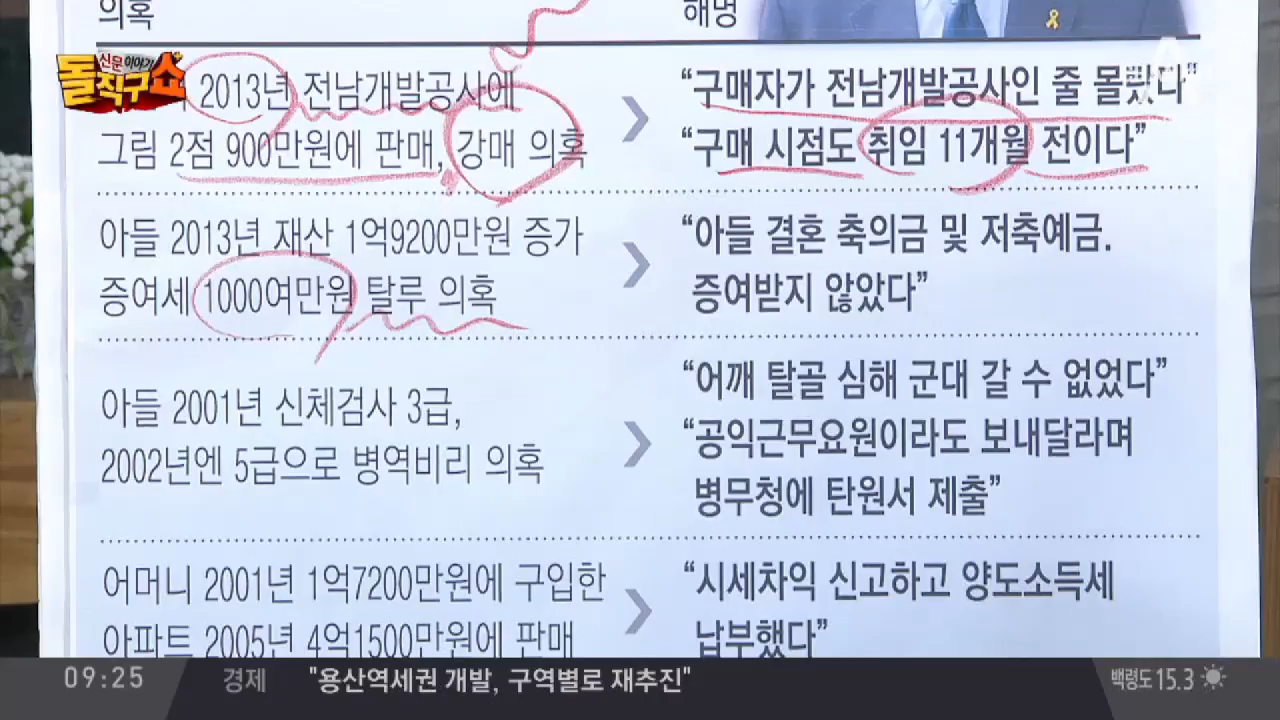 의혹
해명
신문이야기
돌직구쇼
2013년 전남개발공사에
그림 2점 900만원에 판매, 강매 의혹
“구매자가 전남개발공사인 줄 몰랐다”
“구매 시점도 취임 11개월 전이다”
아들 2013년 재산 1억9200만원 증가
증여세 1000여만원 탈루 의혹
“아들 결혼 축의금 및 저축예금.
증여받지 않았다”
아들 2001년 신체검사 3급,
2002년엔 5급으로 병역비리 의혹
“어깨 탈골 심해 군대 갈 수 없었다”
“공익근무요원이라도 보내달라며
병무청에 탄원서 제출”
어머니 2001년 1억7200만원에 구입한
아파트 2005년 4억1500만원에 판매
“시세차익 신고하고 양도소득세
납부했다”
09:25 경제 "용산역세권 개발, 구역별로 재추진" 백령도 15.3